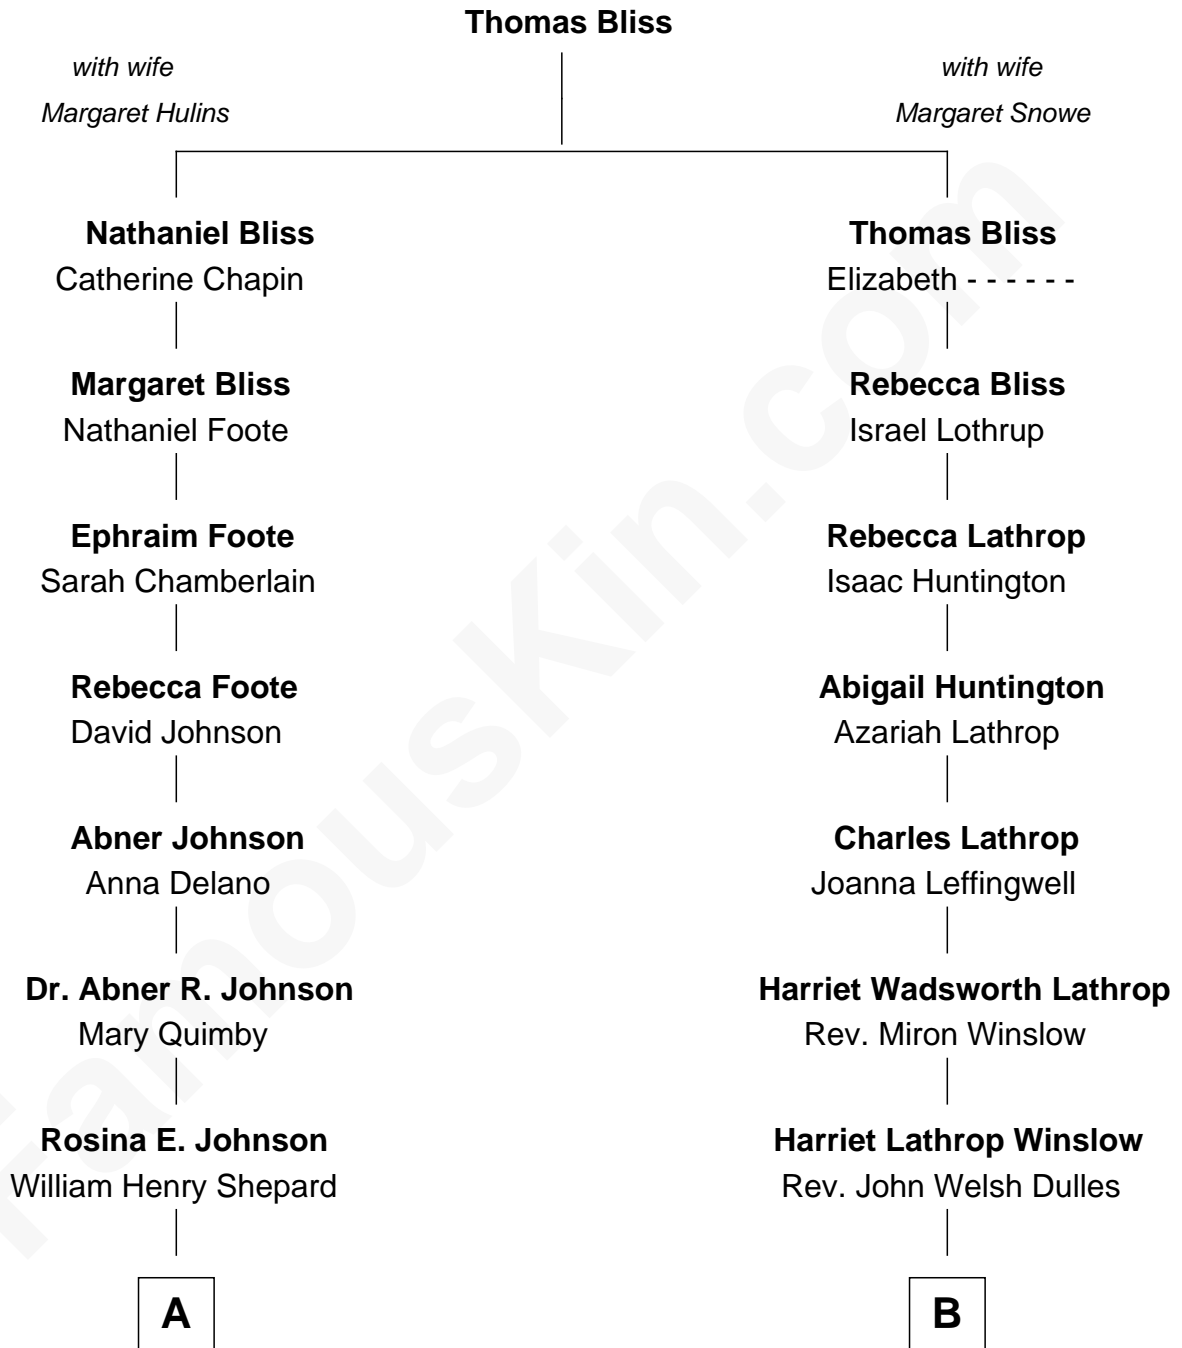 Thomas Bliss
with wife
Margaret Hulins
with wife
Margaret Snowe
Nathaniel Bliss
Catherine Chapin
Thomas Bliss
Elizabeth - - - - - -
Margaret Bliss
Nathaniel Foote
Rebecca Bliss
Israel Lothrup
Ephraim Foote
Sarah Chamberlain
Rebecca Lathrop
Isaac Huntington
Rebecca Foote
David Johnson
Abigail Huntington
Azariah Lathrop
Abner Johnson
Anna Delano
Charles Lathrop
Joanna Leffingwell
Dr. Abner R. Johnson
Mary Quimby
Harriet Wadsworth Lathrop
Rev. Miron Winslow
Rosina E. Johnson
William Henry Shepard
Harriet Lathrop Winslow
Rev. John Welsh Dulles
A
B
FamousKin.com